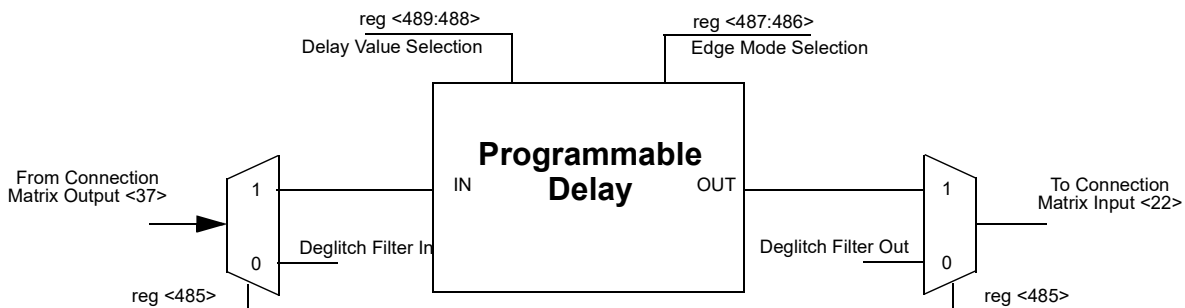 reg <489:488>
Delay Value Selection
reg <487:486>
Edge Mode Selection
Programmable
Delay
From Connection
Matrix Output <37>
1
IN
OUT
1
To Connection
Matrix Input <22>
0
Deglitch Filter In
Deglitch Filter Out
0
reg <485>
reg <485>